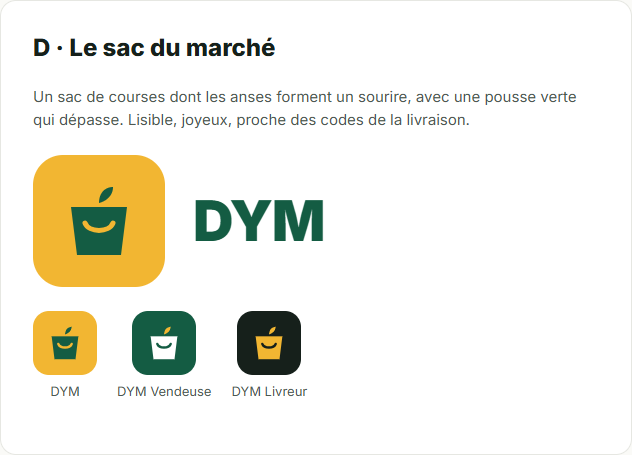 D · Le sac du marché
Un sac de courses dont les anses forment un sourire, avec une pousse verte
qui dépasse. Lisible, joyeux, proche des codes de la livraison.
DYM
DYM
DYM Vendeuse
DYM Livreur